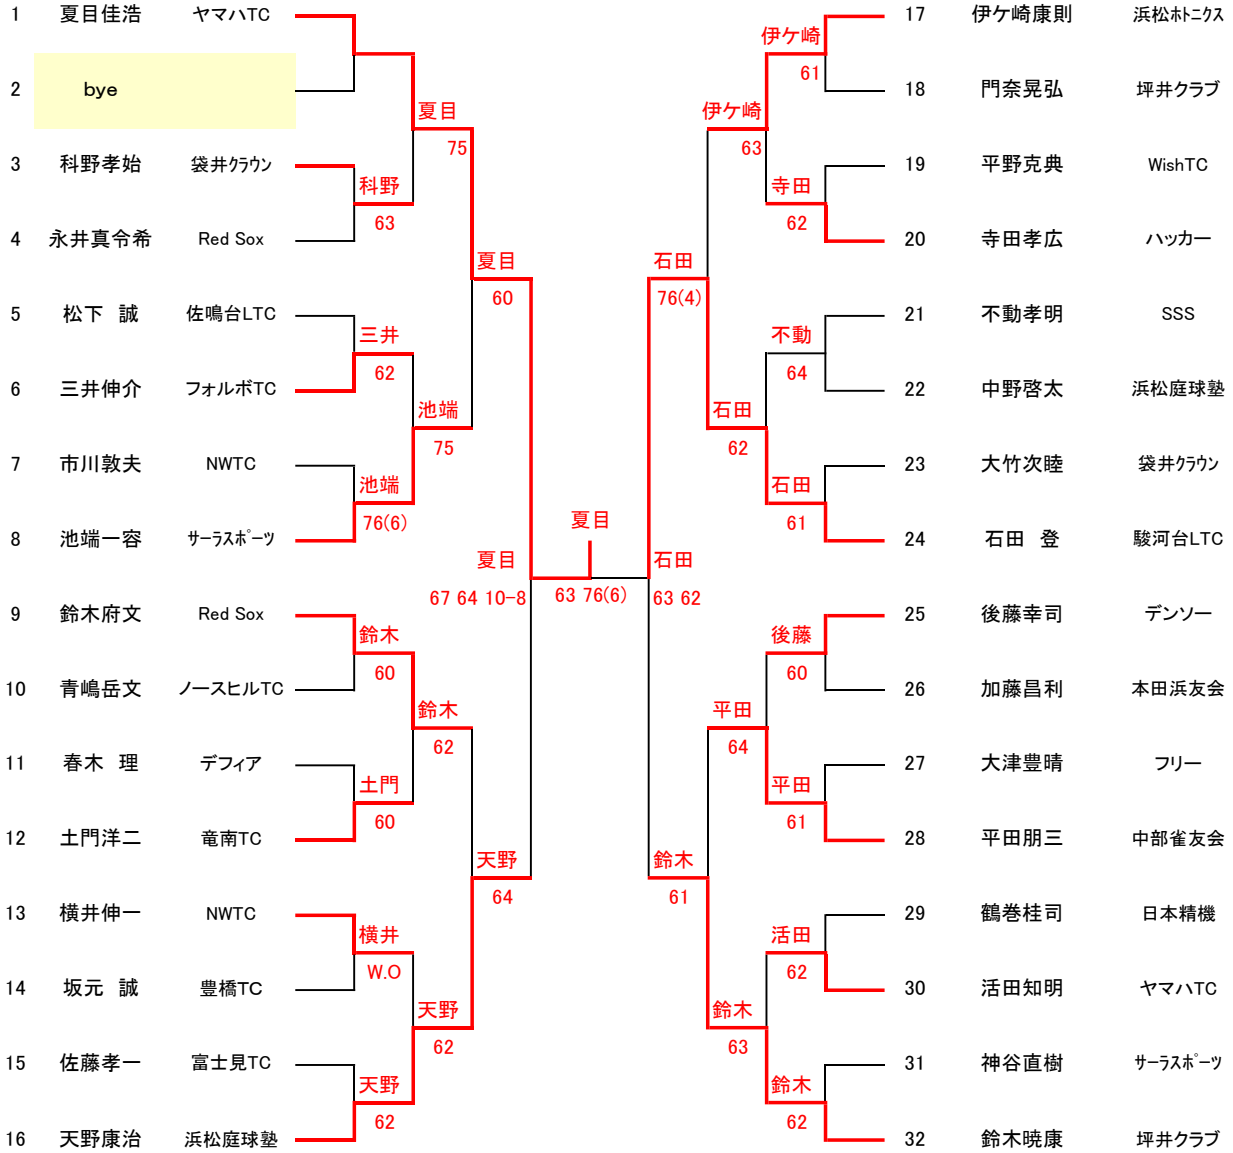 1 夏目佳浩 ヤマハTC
2 bye
3 科野孝始 袋井クラウン
4 永井真令希 Red Sox
5 松下 誠 佐鳴台LTC
6 三井伸介 フォルボTC
7 市川敦夫 NWTC
8 池端一容 サーラスポーツ
9 鈴木府文 Red Sox
10 青嶋岳文 ノースヒルTC
11 春木 理 デフィア
12 土門洋二 竜南TC
13 横井伸一 NWTC
14 坂元 誠 豊橋TC
15 佐藤孝一 富士見TC
16 天野康治 浜松庭球塾
科野
63
三井
62
池端
76(6)
鈴木
60
土門
60
横井
W.O
天野
62
夏目
75
池端
75
鈴木
62
天野
62
夏目
60
天野
64
夏目
67 64 10-8
夏目
63 76(6)
石田
63 62
石田
76(4)
鈴木
61
伊ケ崎
63
石田
62
平田
64
鈴木
63
伊ケ崎
61
寺田
62
不動
64
石田
61
後藤
60
平田
61
活田
62
鈴木
62
17 伊ケ崎康則 浜松ホトニクス
18 門奈晃弘 坪井クラブ
19 平野克典 WishTC
20 寺田孝広 ハッカー
21 不動孝明 SSS
22 中野啓太 浜松庭球塾
23 大竹次睦 袋井クラウン
24 石田 登 駿河台LTC
25 後藤幸司 デンソー
26 加藤昌利 本田浜友会
27 大津豊晴 フリー
28 平田朋三 中部雀友会
29 鶴巻桂司 日本精機
30 活田知明 ヤマハTC
31 神谷直樹 サーラスポーツ
32 鈴木暁康 坪井クラブ